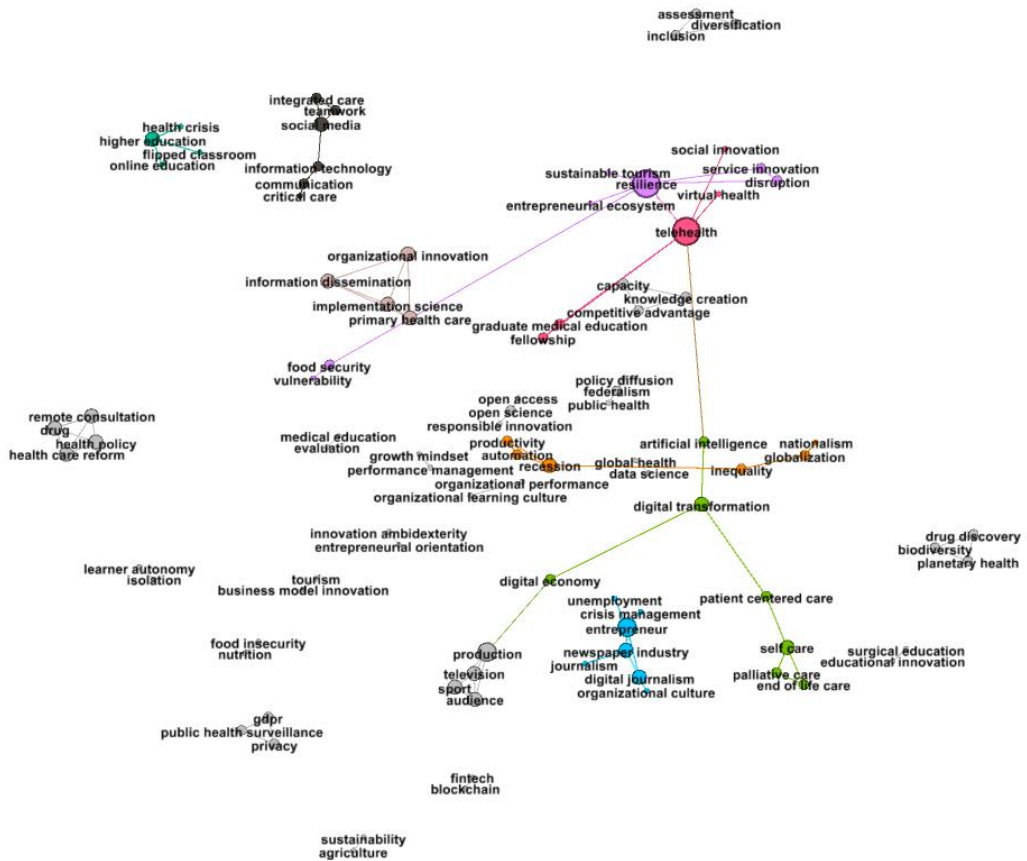 assessment
diversification
inclusion
integrated care
teamwork
social media
health crisis
higher education
flipped classroom
online education
information technology
communication
critical care
social innovation
sustainable tourism
service innovation
resilience
disruption
virtual health
entrepreneurial ecosystem
telehealth
organizational innovation
information dissemination
capacity
knowledge creation
implementation science
competitive advantage
primary health care
graduate medical education
fellowship
food security
vulnerability
policy diffusion
federalism
public health
open access
open science
responsible innovation
remote consultation
drug
health policy
health care reform
medical education
evaluation
productivity
automation
recession
growth mindset
performance management
organizational performance
organizational learning culture
artificial intelligence
nationalism
globalization
global health
data science
inequality
digital transformation
innovation ambidexterity
entrepreneurial orientation
drug discovery
biodiversity
planetary health
learner autonomy
isolation
tourism
business model innovation
digital economy
unemployment
crisis management
entrepreneur
patient centered care
food insecurity
nutrition
production
television
sport
audience
newspaper industry
journalism
digital journalism
organizational culture
self care
palliative care
end of life care
surgical education
educational innovation
gdpr
public health surveillance
privacy
fintech
blockchain
sustainability
agriculture